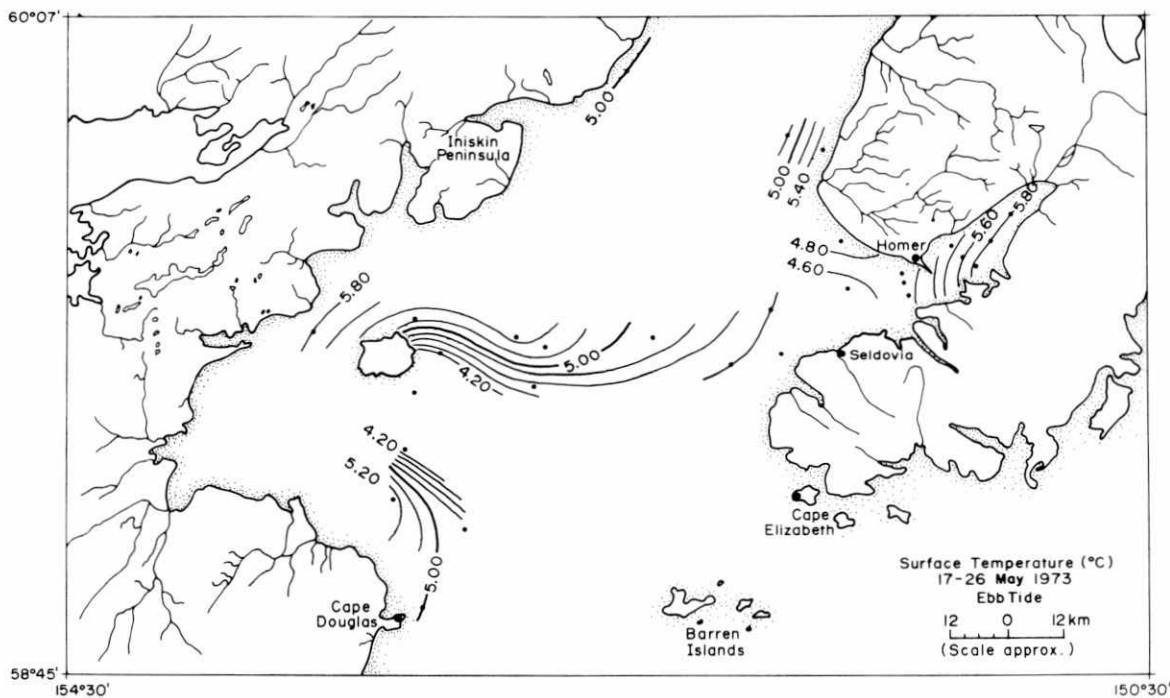 60°07'
5.00
Iniskin
Peninsula
5.00
5.40
5.80
5.60
Homer
4.80
4.60
5.80
5.00
Seldovia
4.20
4.20
5.20
Cape
Elizabeth
5.00
Surface Temperature (°C)
17-26 May 1973
Ebb Tide
Cape
Douglas
12 0 12km
Barren
Islands
(Scale approx.)
58°45'
154°30'
150°30'